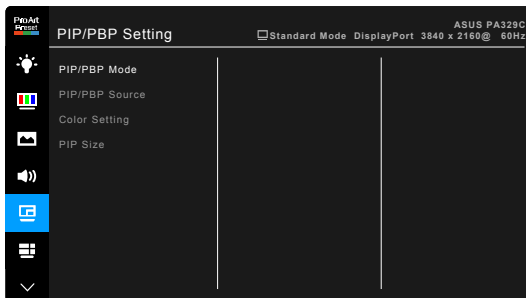 ProArt
Preset
PIP/PBP Setting
ASUS PA329C
Standard Mode DisplayPort 3840 x 2160@ 60Hz
PIP/PBP Mode
PIP/PBP Source
Color Setting
PIP Size